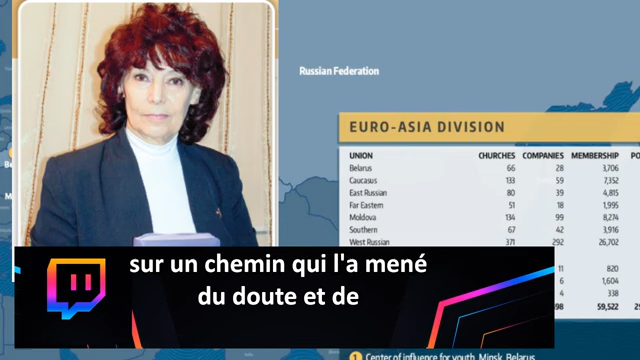 Russian Federation
EURO-ASIA DIVISION
UNION CHURCHES COMPANIES MEMBERSHIP
Belarus 66 28 3,706
Caucasus 133 59 7,352
East Russian 80 39 4,815
Far Eastern 51 18 1,995
Moldova 134 99 8,274
Southern 67 42 3,916
West Russian 371 292 26,702
sur un chemin qui l'a mené
du doute et de
11 820
6 1,604
4 338
59,522
1 Center of influence for youth, Minsk, Belarus